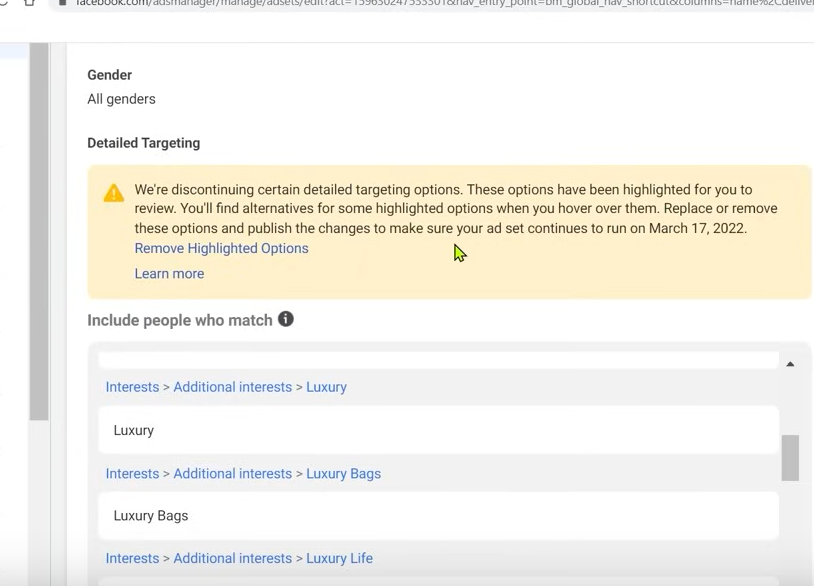 facebook.com/adsmanager/manage/adsets/edit?act=159630247533301&nav_entry_point=bm_global_nav_shortcut&columns=name%2Cdeliver
Gender
All genders
Detailed Targeting
We're discontinuing certain detailed targeting options. These options have been highlighted for you to
review. You'll find alternatives for some highlighted options when you hover over them. Replace or remove
these options and publish the changes to make sure your ad set continues to run on March 17, 2022.
Remove Highlighted Options
Learn more
Include people who match
Interests > Additional interests > Luxury
Luxury
Interests > Additional interests > Luxury Bags
Luxury Bags
Interests > Additional interests > Luxury Life